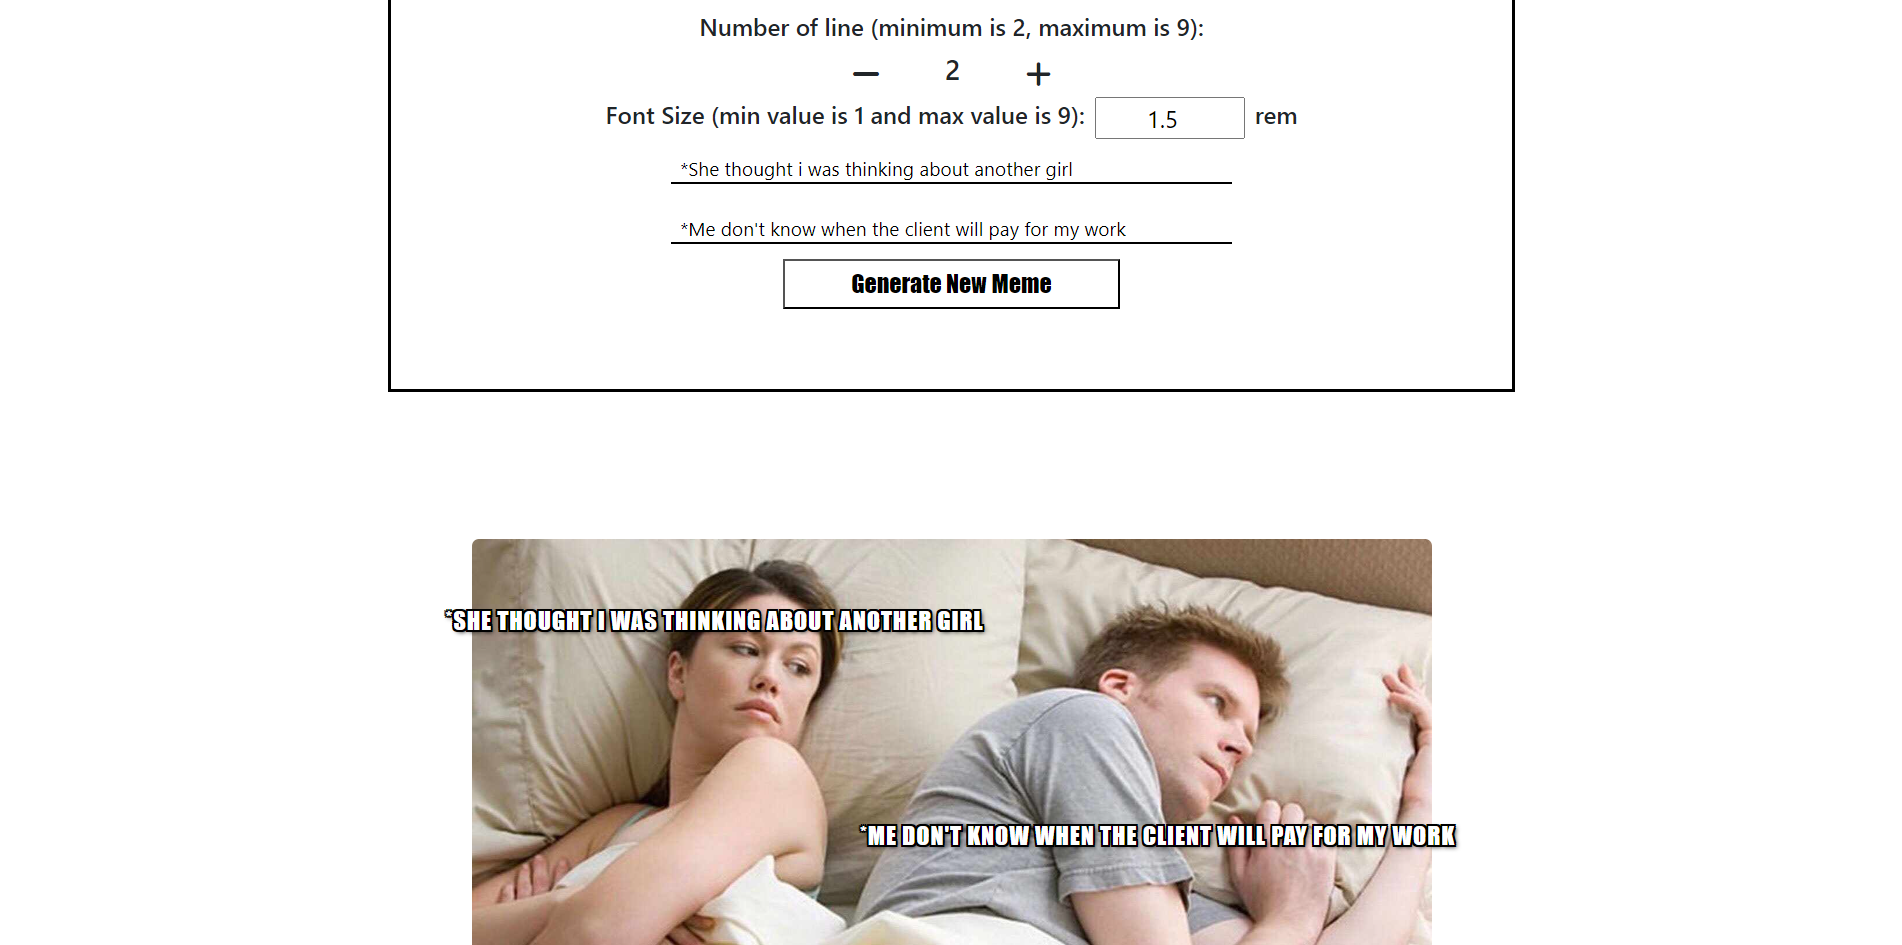 Number of line (minimum is 2, maximum is 9):
− 2 +
Font Size (min value is 1 and max value is 9): 1.5 rem
*She thought i was thinking about another girl
*Me don't know when the client will pay for my work
Generate New Meme
*SHE THOUGHT I WAS THINKING ABOUT ANOTHER GIRL
*ME DON'T KNOW WHEN THE CLIENT WILL PAY FOR MY WORK